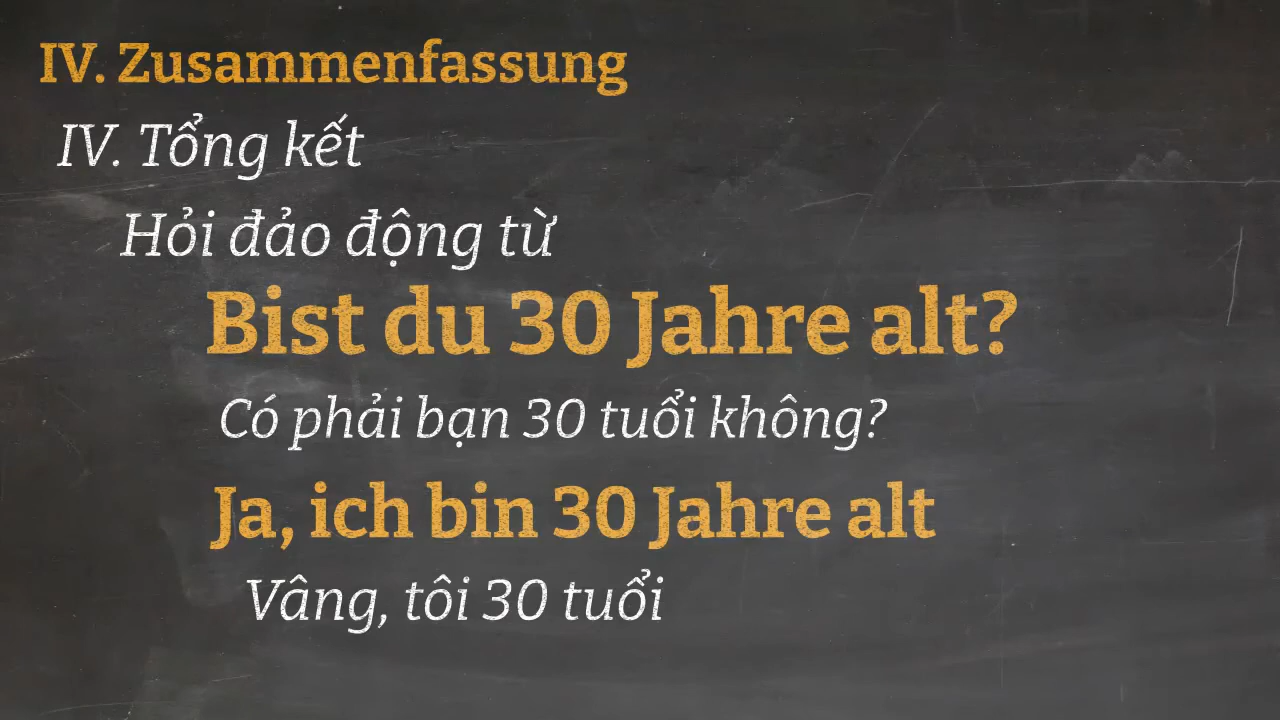 IV. Zusammenfassung
IV. Tổng kết
Hỏi đảo động từ
Bist du 30 Jahre alt?
Có phải bạn 30 tuổi không?
Ja, ich bin 30 Jahre alt
Vâng, tôi 30 tuổi